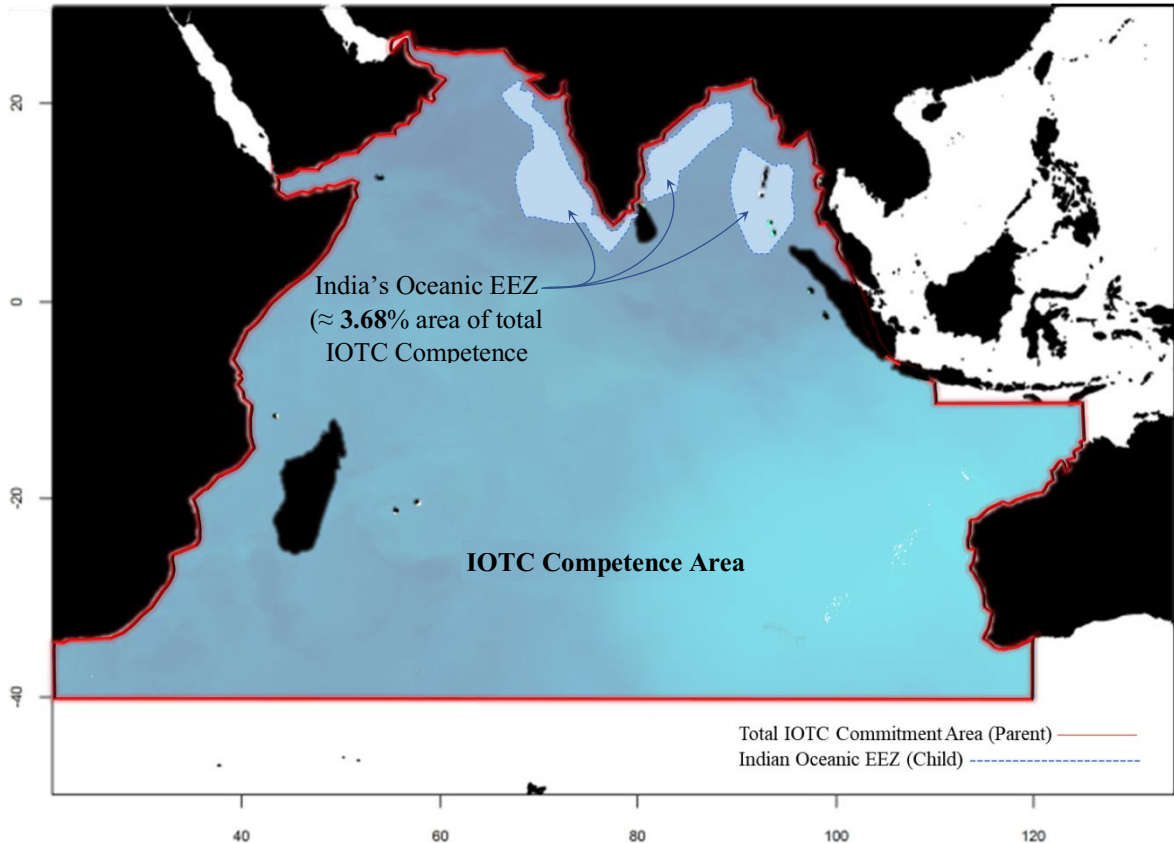 20
0
-20
-40
India’s Oceanic EEZ
(≈ 3.68% area of total
IOTC Competence
IOTC Competence Area
Total IOTC Commitment Area (Parent)
Indian Oceanic EEZ (Child)
40
60
80
100
120